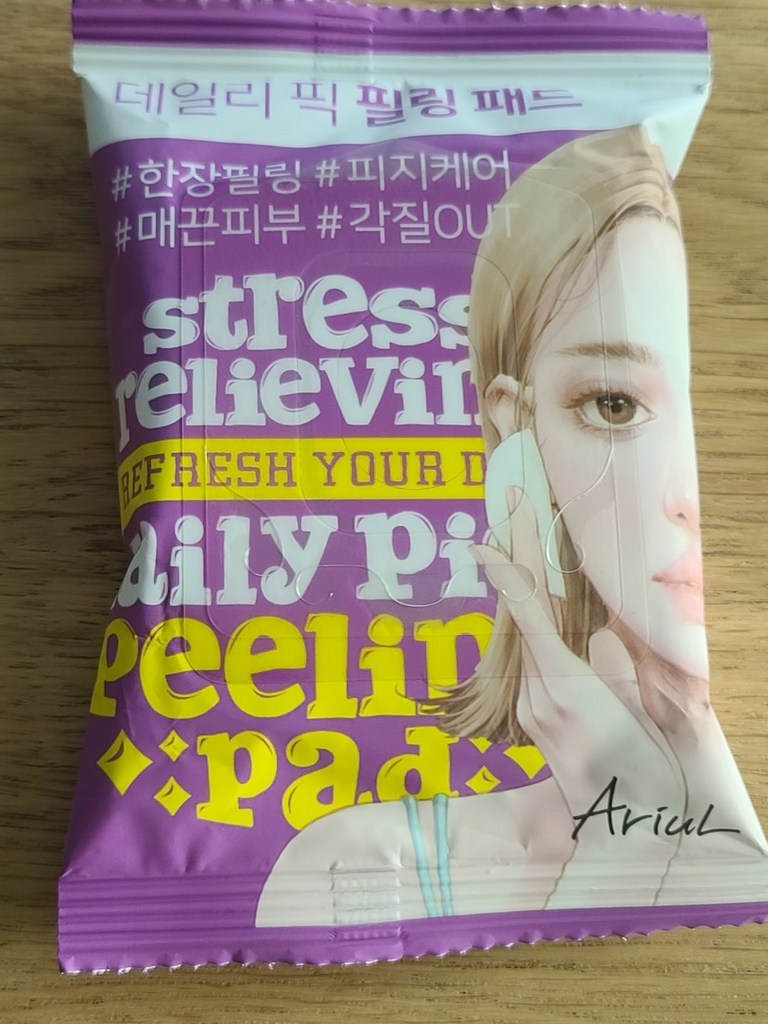 데일리 픽 필링 패드
#한장필링 #피지케어
#매끈피부 #각질OUT
stress
relievin
REFRESH YOUR D
aily pi
Peelin
pad
Ariul